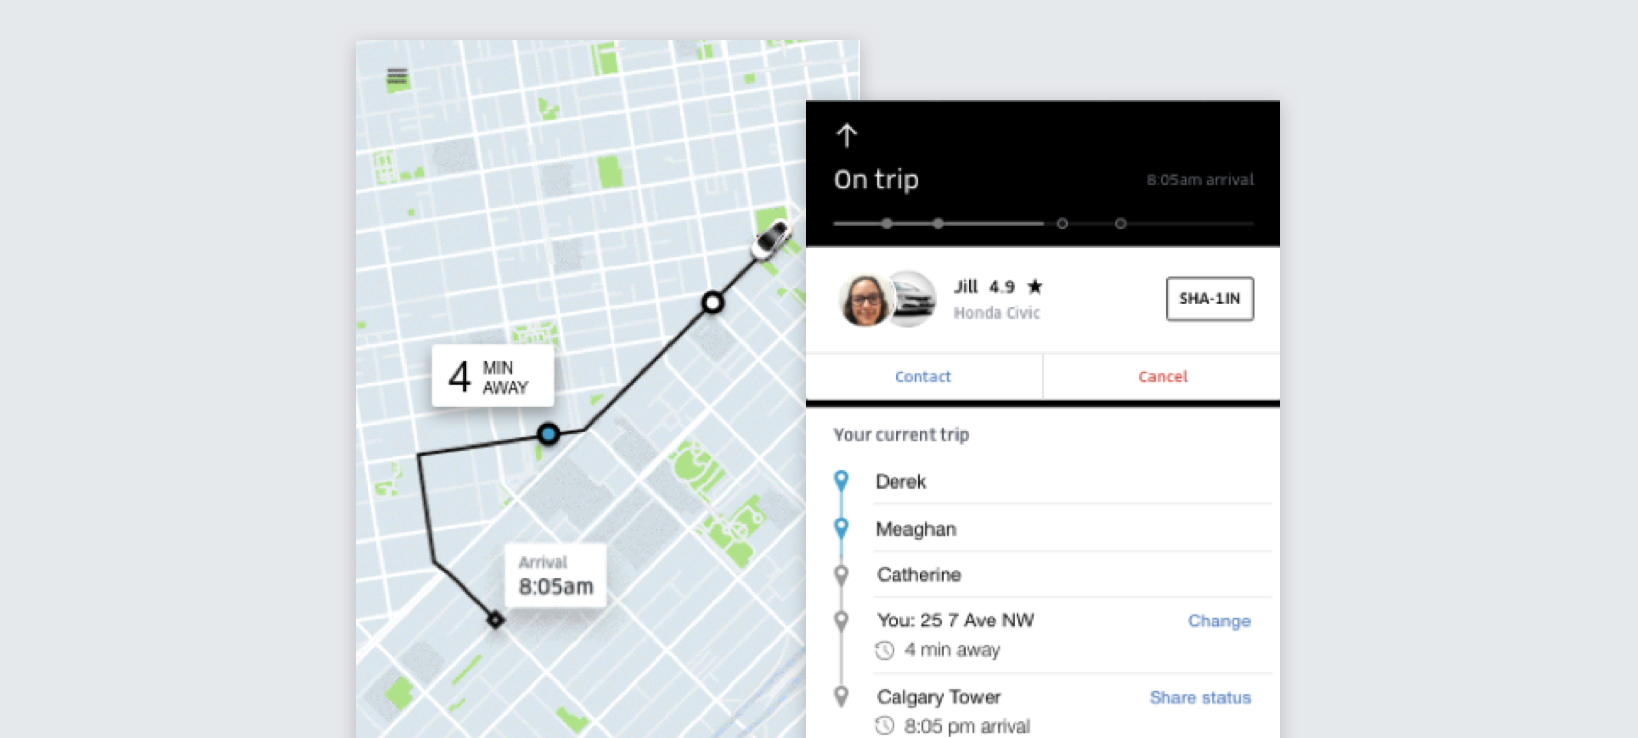 4 MIN
AWAY
Arrival
8:05am
On trip
8:05am arrival
Jill 4.9 ★
Honda Civic
SHA-1IN
Contact
Cancel
Your current trip
Derek
Meaghan
Catherine
You: 25 7 Ave NW
Change
4 min away
Calgary Tower
Share status
8:05 pm arrival